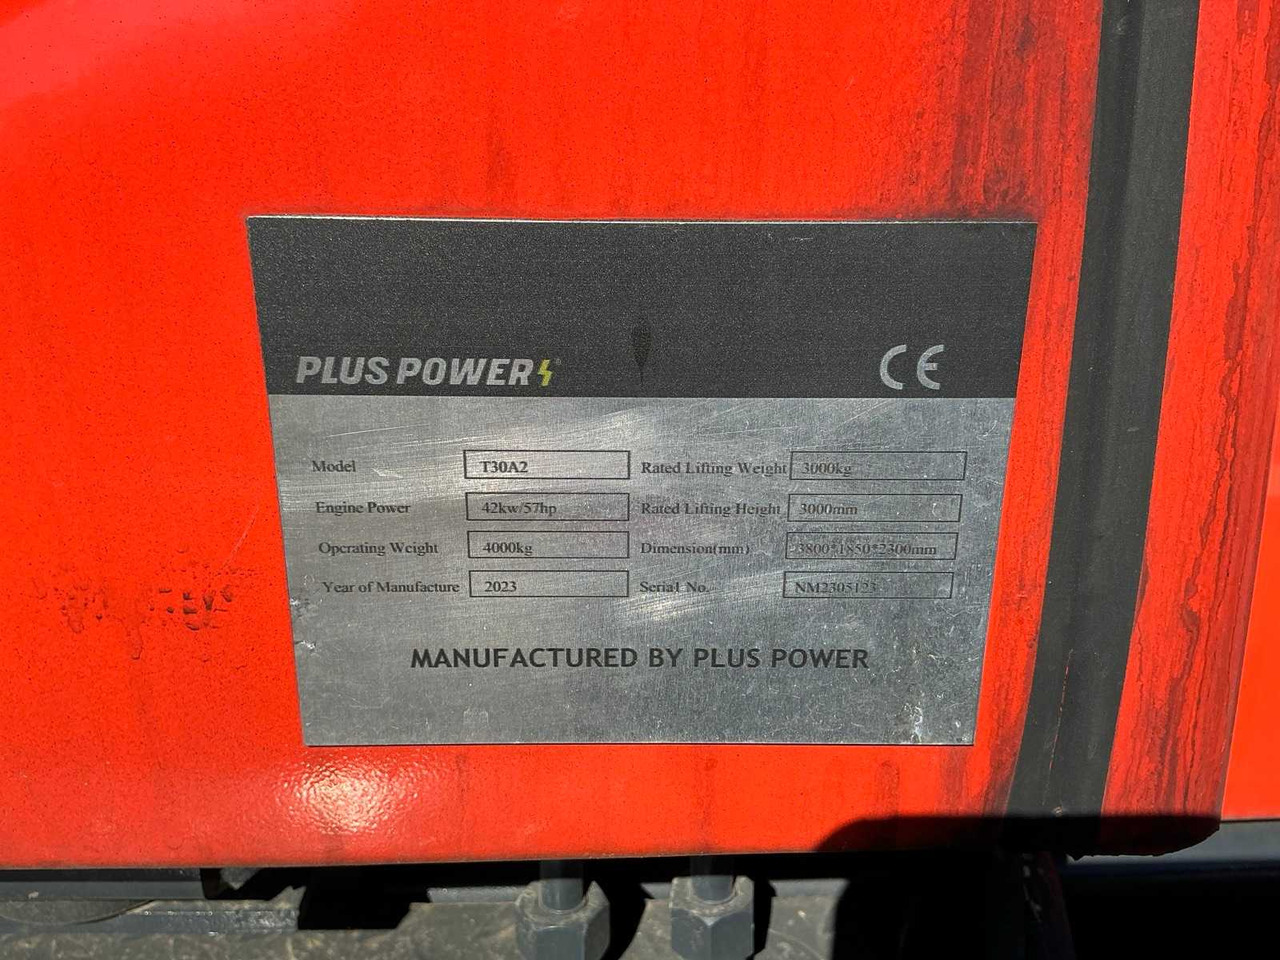 PLUS POWER
CE
Model T30A2 Rated Lifting Weight 3000kg
Engine Power 42kw/57hp Rated Lifting Height 3000mm
Operating Weight 4000kg Dimension(mm) 3800*1850*2300mm
Year of Manufacture 2023 Serial No. NM2305123
MANUFACTURED BY PLUS POWER